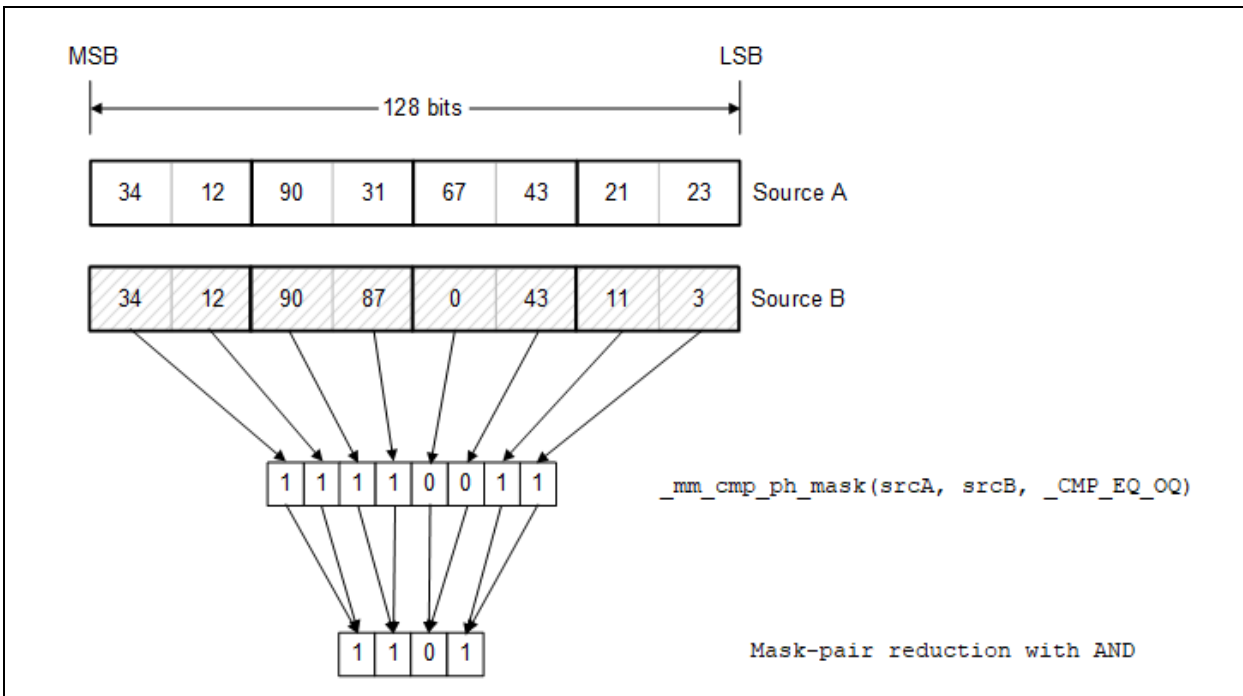 MSB LSB
128 bits
34 12 90 31 67 43 21 23 Source A
34 12 90 87 0 43 11 3 Source B
1 1 1 1 0 0 1 1 _mm_cmp_ph_mask(srcA, srcB, _CMP_EQ_OQ)
1 1 0 1 Mask-pair reduction with AND